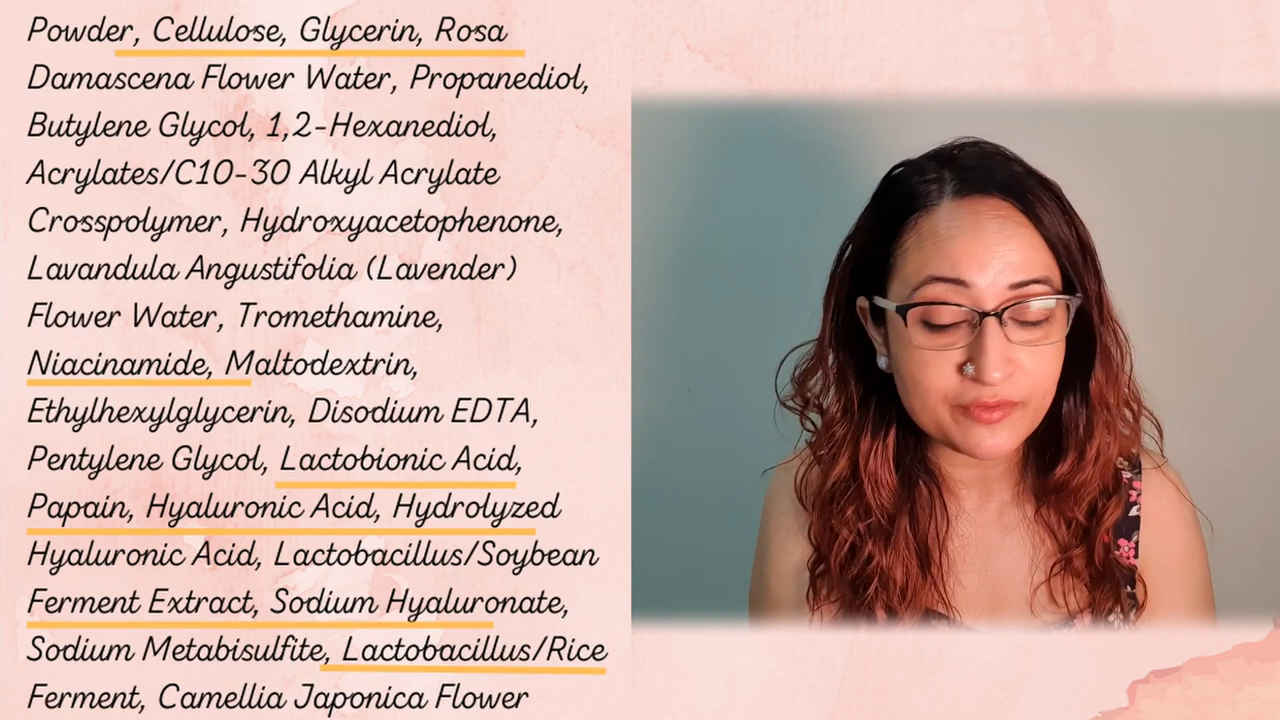 Powder, Cellulose, Glycerin, Rosa
Damascena Flower Water, Propanediol,
Butylene Glycol, 1,2-Hexanediol,
Acrylates/C10-30 Alkyl Acrylate
Crosspolymer, Hydroxyacetophenone,
Lavandula Angustifolia (Lavender)
Flower Water, Tromethamine,
Niacinamide, Maltodextrin,
Ethylhexylglycerin, Disodium EDTA,
Pentylene Glycol, Lactobionic Acid,
Papain, Hyaluronic Acid, Hydrolyzed
Hyaluronic Acid, Lactobacillus/Soybean
Ferment Extract, Sodium Hyaluronate,
Sodium Metabisulfite, Lactobacillus/Rice
Ferment, Camellia Japonica Flower